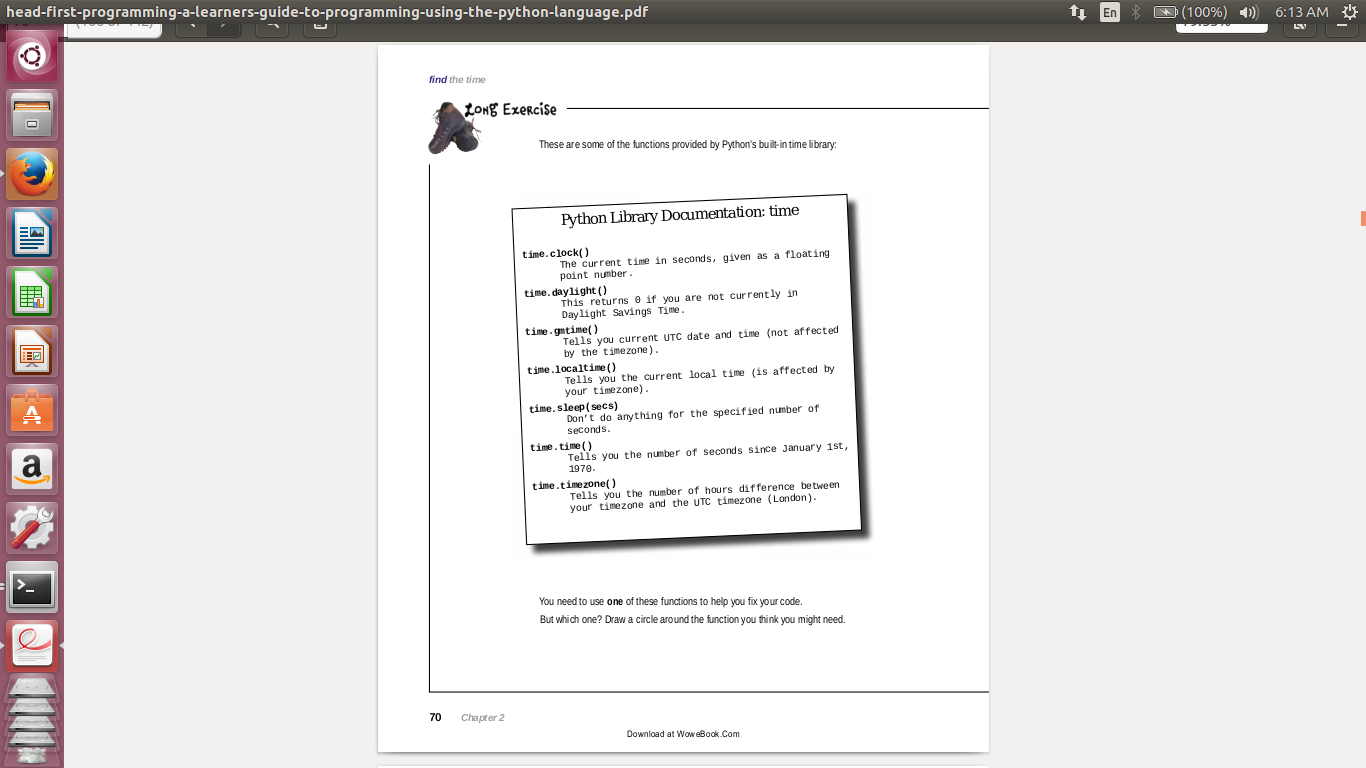 head-first-programming-a-learners-guide-to-programming-using-the-python-language.pdf
En
(100%)
6:13 AM
find the time
Long Exercise
These are some of the functions provided by Python's built-in time library:
Python Library Documentation: time
time.clock()
The current time in seconds, given as a floating
point number.
time.daylight()
This returns 0 if you are not currently in
Daylight Savings Time.
time.gmtime()
Tells you current UTC date and time (not affected
by the timezone).
time.localtime()
Tells you the current local time (is affected by
your timezone).
time.sleep(secs)
Don't do anything for the specified number of
seconds.
time.time()
Tells you the number of seconds since January 1st,
1970.
time.timezone()
Tells you the number of hours difference between
your timezone and the UTC timezone (London).
You need to use one of these functions to help you fix your code.
But which one? Draw a circle around the function you think you might need.
70
Chapter 2
Download at WoweBook.Com